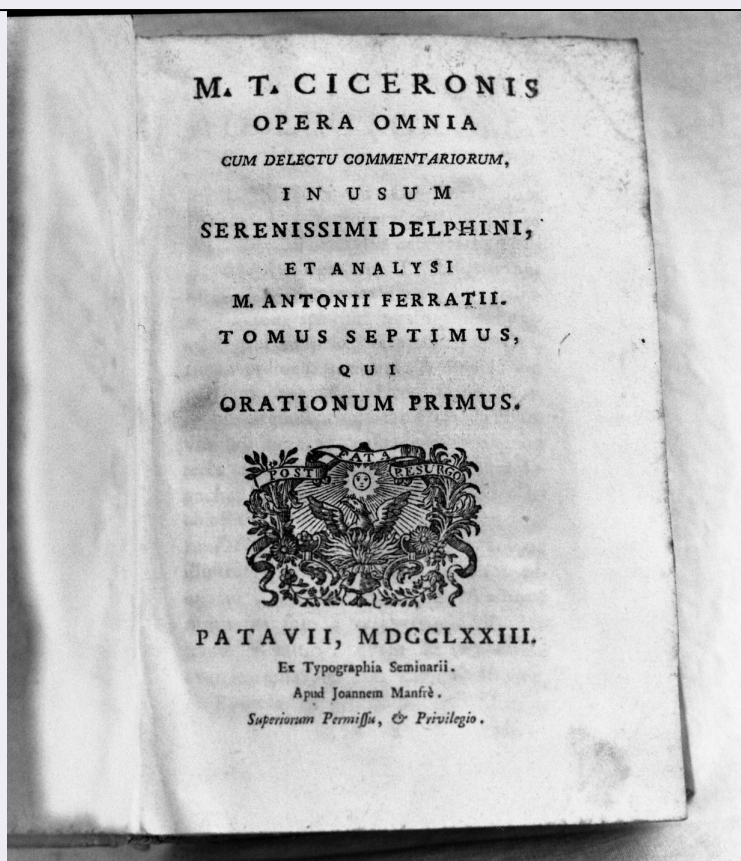 M. T. CICERONIS
OPERA OMNIA
CUM DELECTU COMMENTARIORUM,
IN USUM
SERENISSIMI DELPHINI,
ET ANALYSI
M. ANTONII FERRATII.
TOMUS SEPTIMUS,
QUI
ORATIONUM PRIMUS.
POST FATA RESURGO
PATAVII, MDCCLXXIII.
Ex Typographia Seminarii.
Apud Joannem Manfrè.
Superiorum Permiſſu, & Privilegio.